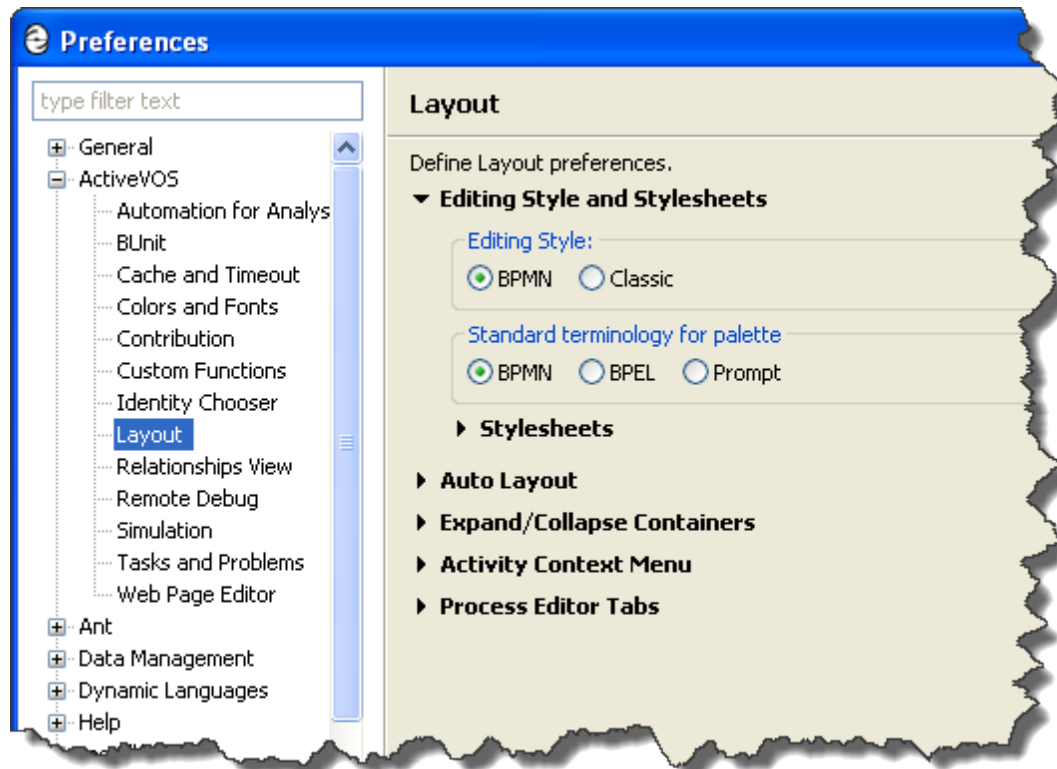 Preferences
type filter text
General
ActiveVOS
Automation for Analys
BUnit
Cache and Timeout
Colors and Fonts
Contribution
Custom Functions
Identity Chooser
Layout
Relationships View
Remote Debug
Simulation
Tasks and Problems
Web Page Editor
Ant
Data Management
Dynamic Languages
Help
Layout
Define Layout preferences.
Editing Style and Stylesheets
Editing Style:
BPMN Classic
Standard terminology for palette
BPMN BPEL Prompt
Stylesheets
Auto Layout
Expand/Collapse Containers
Activity Context Menu
Process Editor Tabs